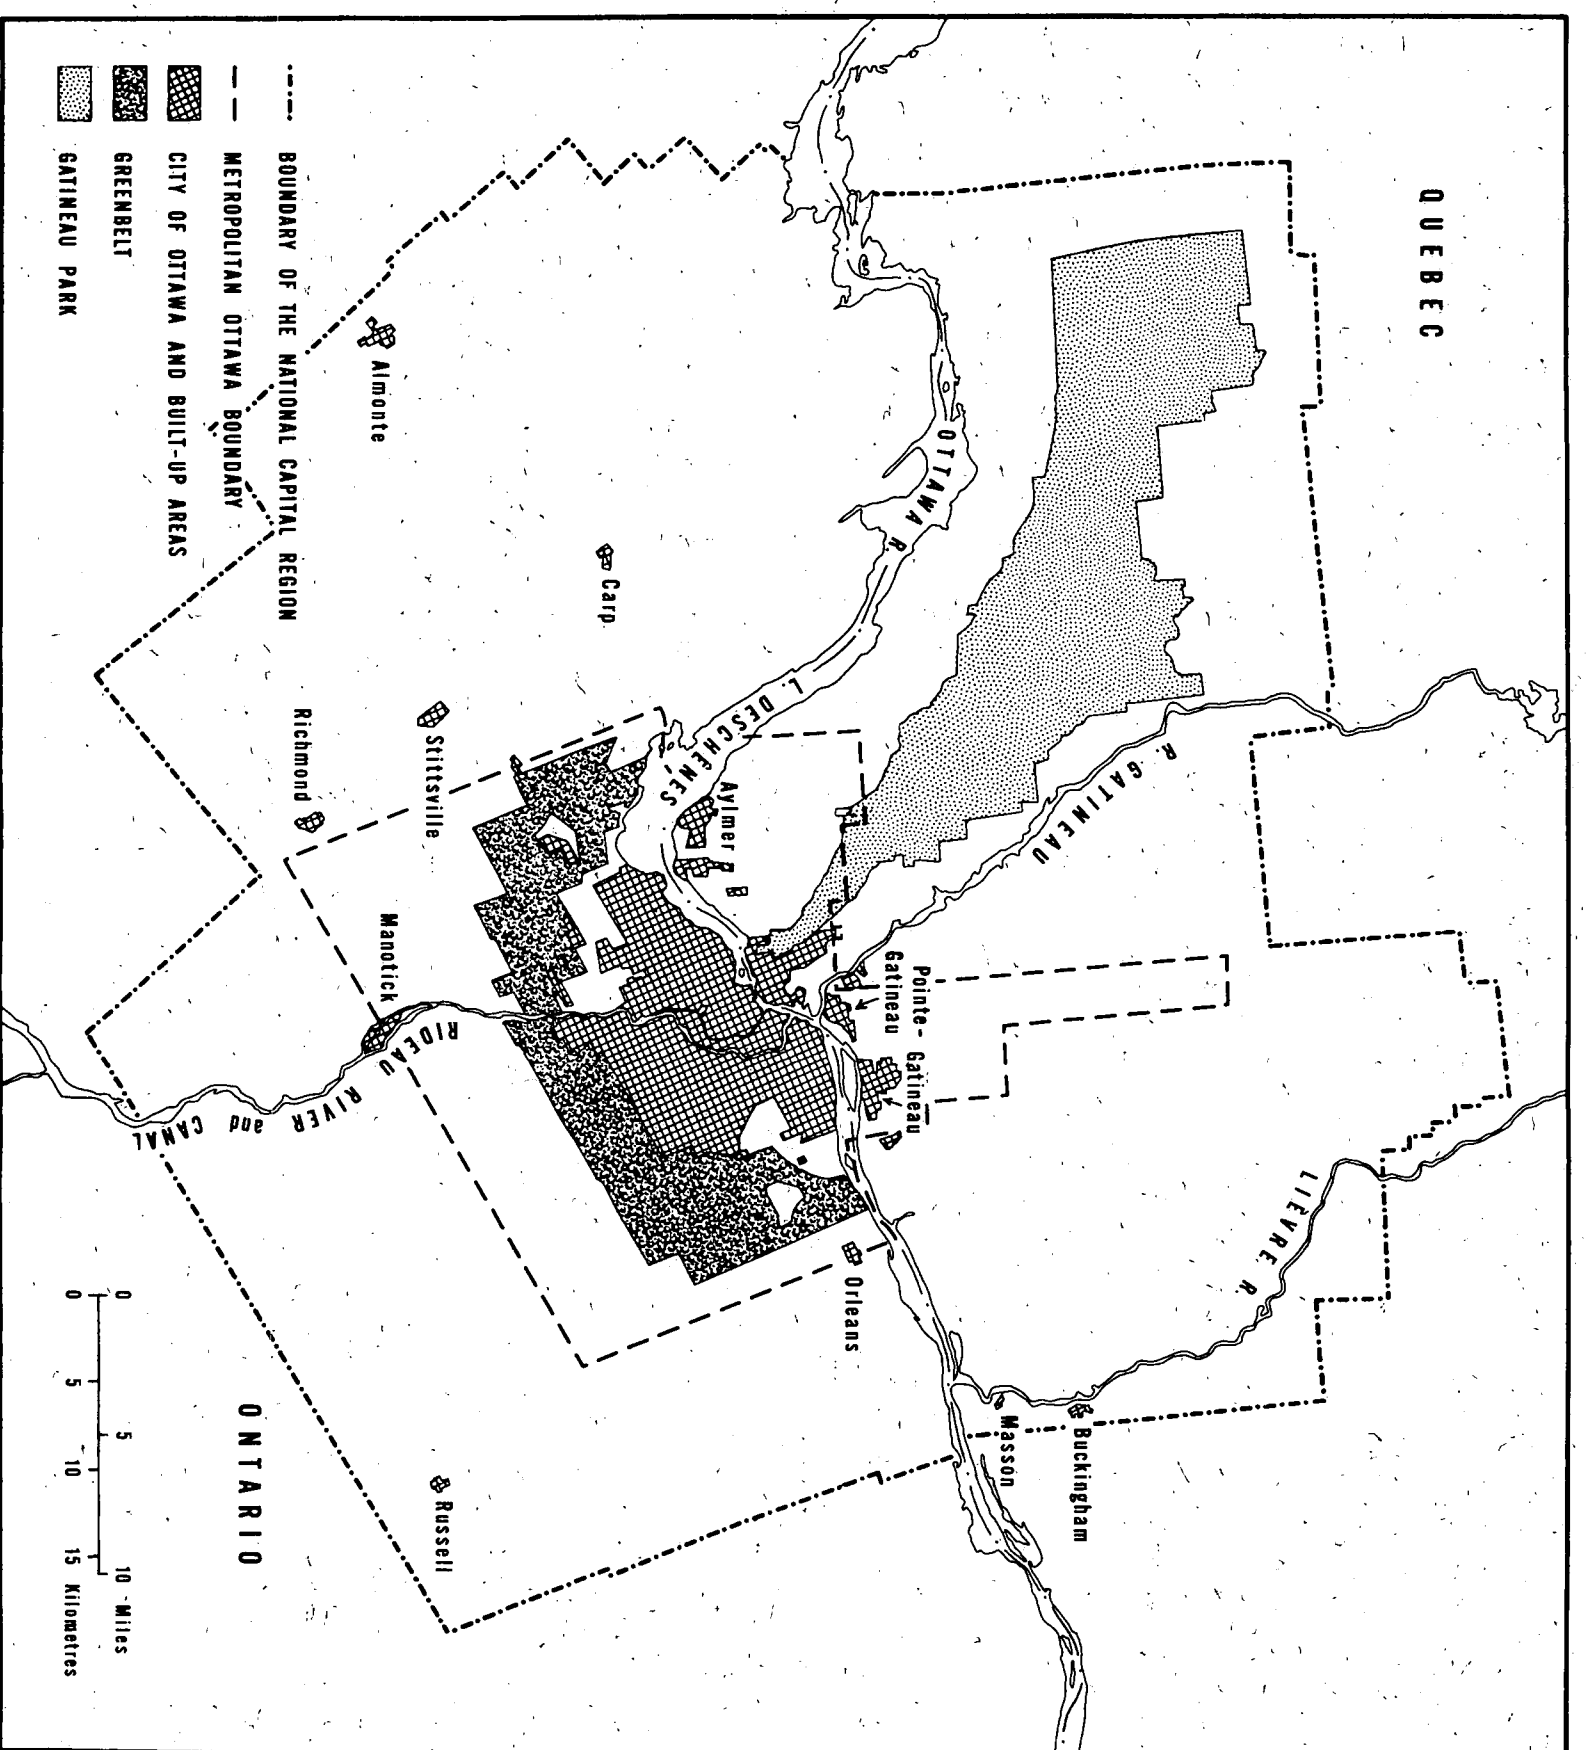 QUEBEC
OTTAWA R.
L. DESCHÊNES
R. GATINEAU
LIÈVRE R.
Almonte
Carp
Stittsville
Richmond
Aylmer
Manotick
Pointe-
Gatineau
Gatineau
RIDEAU RIVER and CANAL
Orleans
Masson
Buckingham
Russell
ONTARIO
BOUNDARY OF THE NATIONAL CAPITAL REGION
METROPOLITAN OTTAWA BOUNDARY
CITY OF OTTAWA AND BUILT-UP AREAS
GREENBELT
GATINEAU PARK
0 5 10 Miles
0 5 10 15 Kilometres